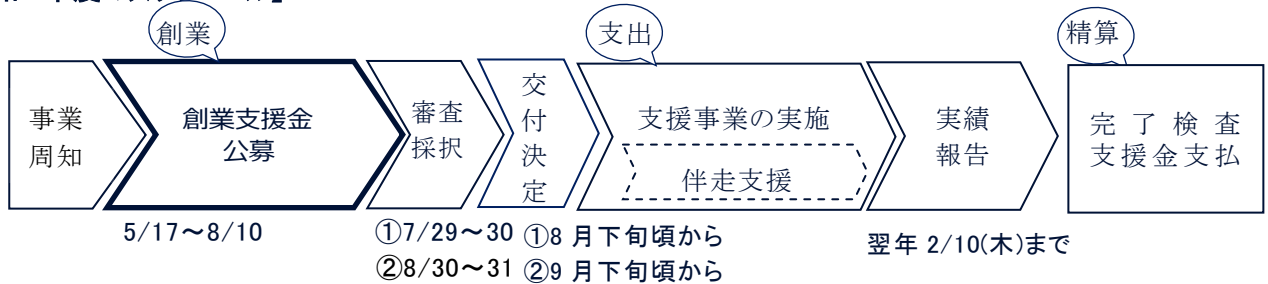 創業
支出
精算
事業
周知
創業支援金
公募
審査
採択
交
付
決
定
支援事業の実施
伴走支援
実績
報告
完了検査
支援金支払
5/17～8/10
①7/29～30
②8/30～31
①8 月下旬頃から
②9 月下旬頃から
翌年 2/10(木)まで